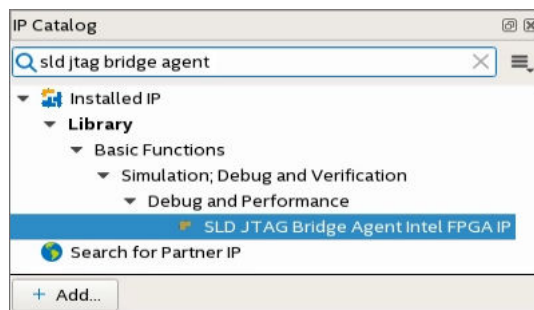 IP Catalog
sld jtag bridge agent
Installed IP
Library
Basic Functions
Simulation; Debug and Verification
Debug and Performance
SLD JTAG Bridge Agent Intel FPGA IP
Search for Partner IP
+ Add...